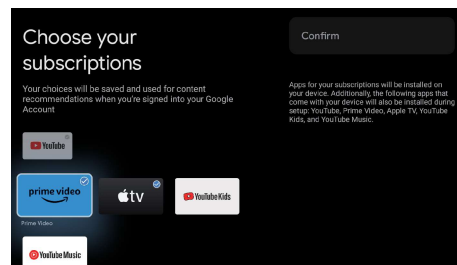 Choose your
subscriptions
Your choices will be saved and used for content
recommendations when you're signed into your Google
Account
YouTube
prime video
tv
YouTube Kids
Prime Video
YouTube Music
Confirm
Apps for your subscriptions will be installed on
your device. Additionally, the following apps that
come with your device will also be installed during
setup: YouTube, Prime Video, Apple TV, YouTube
Kids, and YouTube Music.